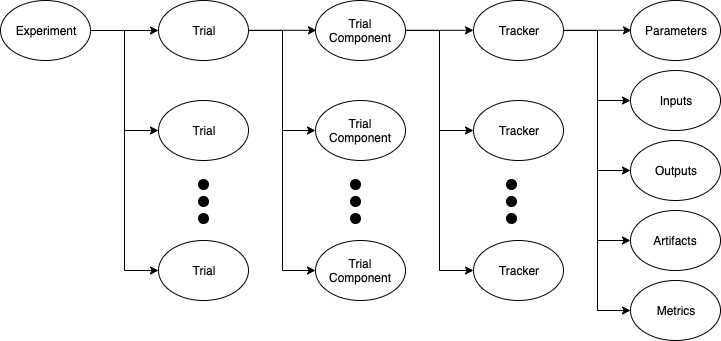 Experiment
Trial
Trial
Component
Tracker
Parameters
Inputs
Trial
Trial
Component
Tracker
Outputs
Artifacts
Trial
Trial
Component
Tracker
Metrics